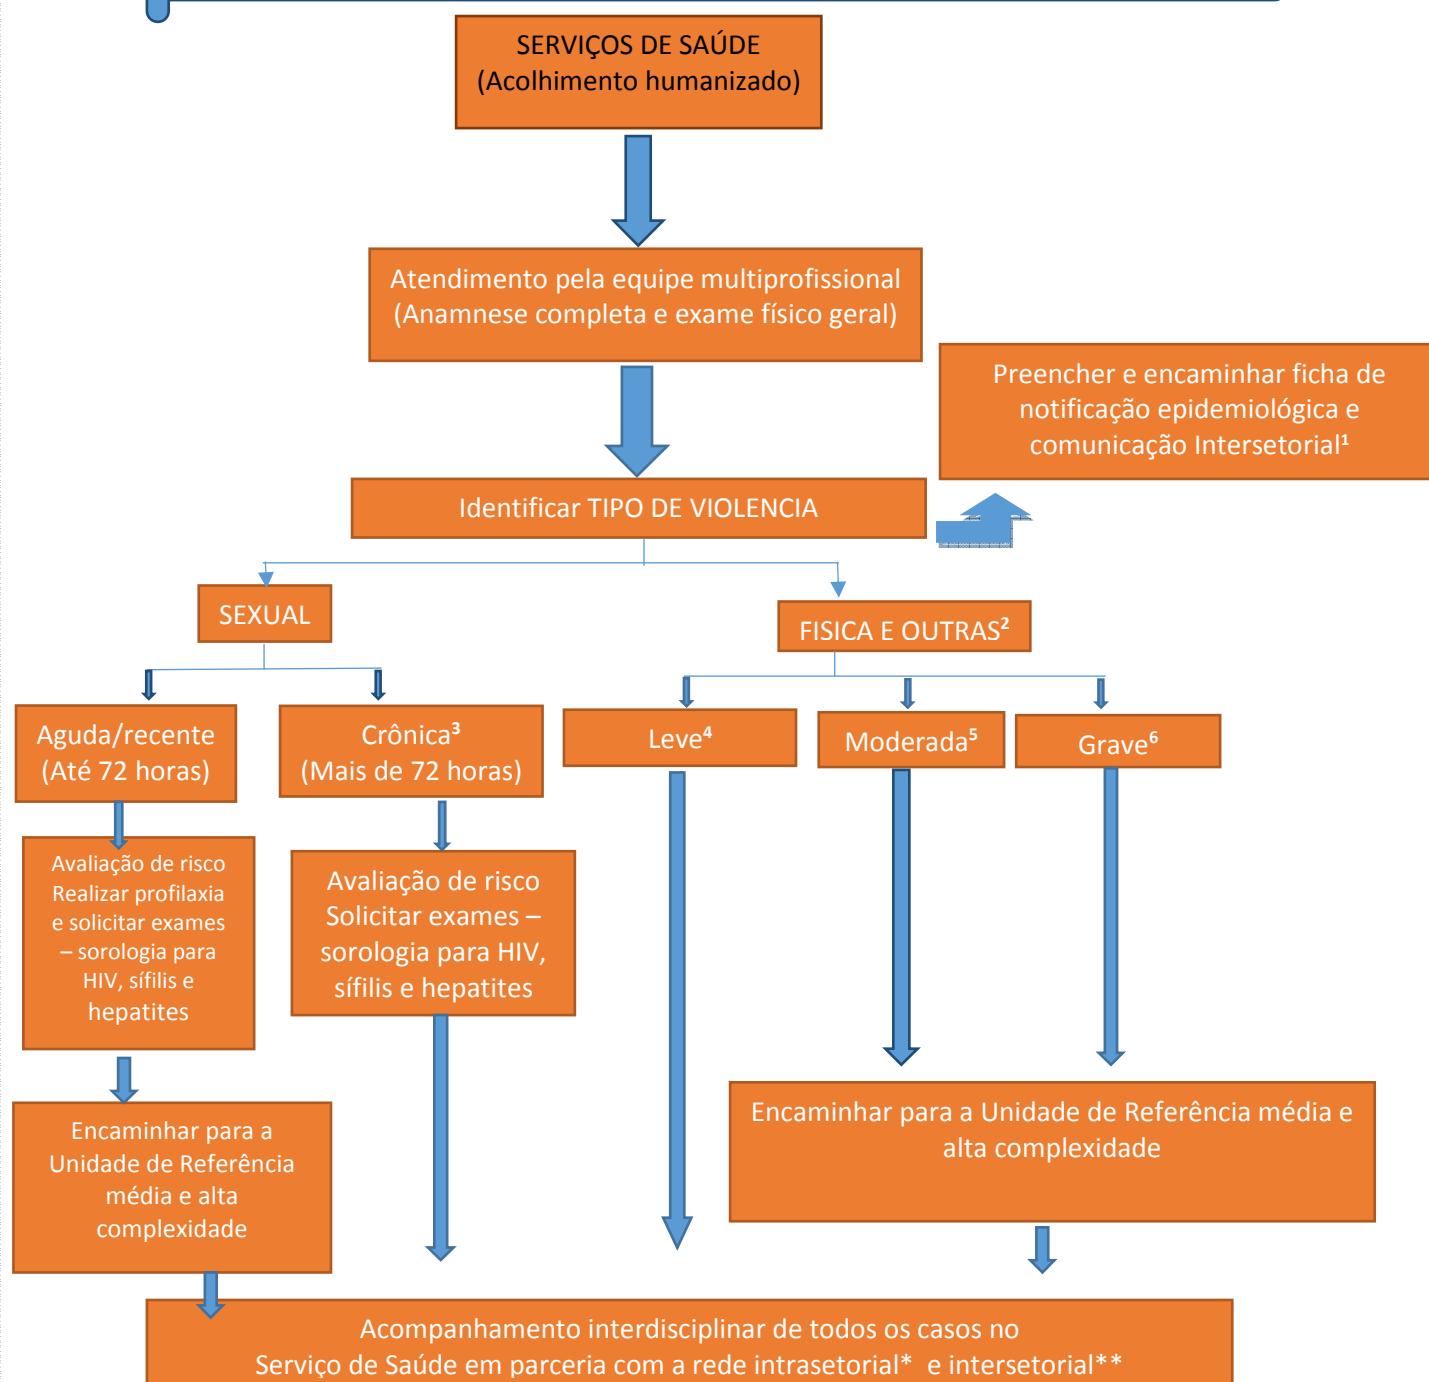 SERVIÇOS DE SAÚDE
(Acolhimento humanizado)
Atendimento pela equipe multiprofissional
(Anamnese completa e exame físico geral)
Preencher e encaminhar ficha de
notificação epidemiológica e
comunicação Intersetorial¹
Identificar TIPO DE VIOLENCIA
SEXUAL
FISICA E OUTRAS²
Aguda/recente
(Até 72 horas)
Crônica³
(Mais de 72 horas)
Leve⁴
Moderada⁵
Grave⁶
Avaliação de risco
Realizar profilaxia
e solicitar exames
– sorologia para
HIV, sífilis e
hepatites
Avaliação de risco
Solicitar exames –
sorologia para HIV,
sífilis e hepatites
Encaminhar para a
Unidade de Referência
média e alta
complexidade
Encaminhar para a Unidade de Referência média e
alta complexidade
Acompanhamento interdisciplinar de todos os casos no
Serviço de Saúde em parceria com a rede intrasetorial* e intersetorial**